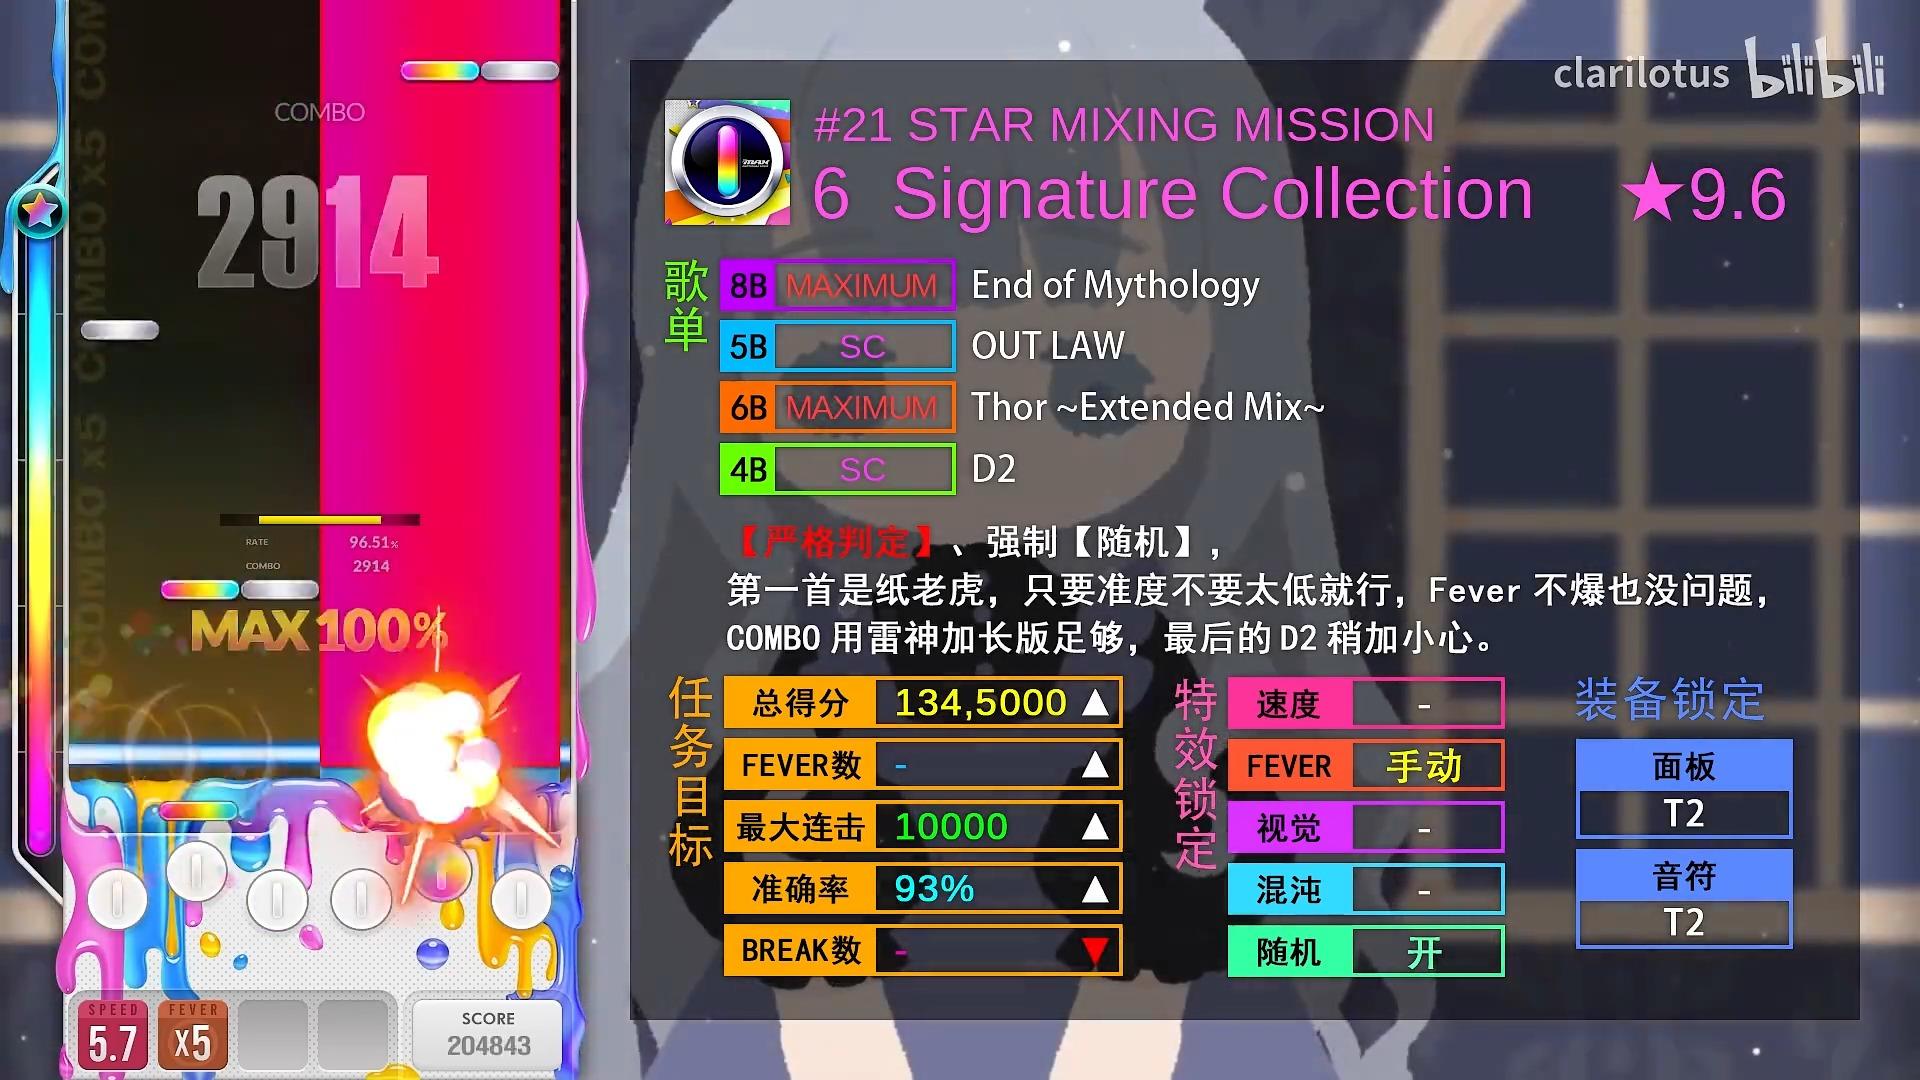 clarilotus bilibili
COMBO
2914
COMBO x5
RATE 96.51%
COMBO 2914
MAX 100%
SPEED
5.7
FEVER
x5
SCORE
204843
#21 STAR MIXING MISSION
6 Signature Collection ★9.6
歌单
8B MAXIMUM End of Mythology
5B SC OUT LAW
6B MAXIMUM Thor ~Extended Mix~
4B SC D2
【严格判定】、强制【随机】,
第一首是纸老虎，只要准度不要太低就行，Fever 不爆也没问题，
COMBO 用雷神加长版足够，最后的 D2 稍加小心。
任务目标
总得分 134,5000 ▲
FEVER数 - ▲
最大连击 10000 ▲
准确率 93% ▲
BREAK数 - ▼
特效锁定
速度 -
FEVER 手动
视觉 -
混沌 -
随机 开
装备锁定
面板
T2
音符
T2